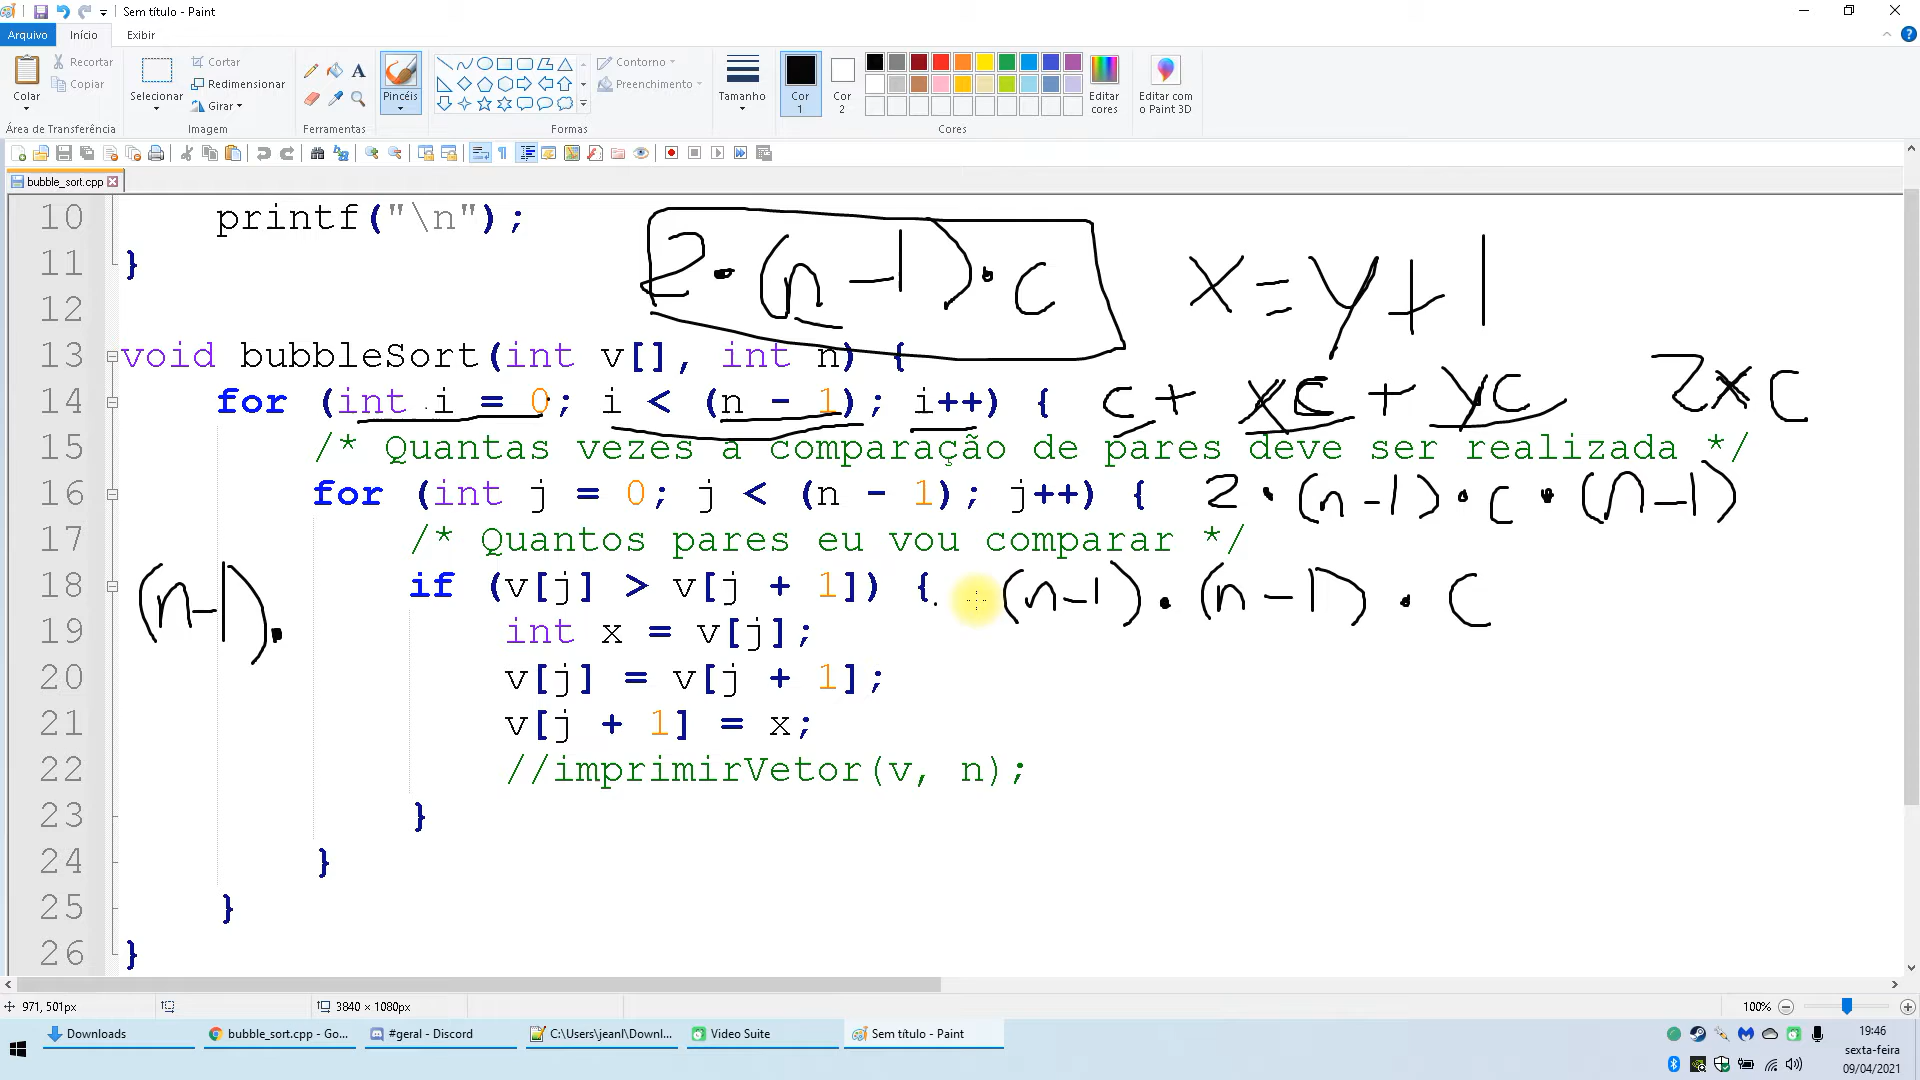 Sem título - Paint
Arquivo Início Exibir
Colar Recortar Copiar
Área de Transferência
Selecionar Cortar Redimensionar Girar
Imagem
A
Ferramentas
Pincéis
Contorno
Preenchimento
Formas
Tamanho
Cor 1
Cor 2
Editar cores
Editar com o Paint 3D
Cores
bubble_sort.cpp
10 printf("\n");
11 }
2 · (n-1) · c
x = y + 1
12
13 void bubbleSort(int v[], int n) {
14 for (int i = 0; i < (n - 1); i++) { c + xc + yc 2xc
15 /* Quantas vezes a comparação de pares deve ser realizada */
16 for (int j = 0; j < (n - 1); j++) { 2 · (n-1) · c · (n-1)
17 /* Quantos pares eu vou comparar */
18 if (v[j] > v[j + 1]) { (n-1) · (n-1) · c
(n-1) ·
19 int x = v[j];
20 v[j] = v[j + 1];
21 v[j + 1] = x;
22 //imprimirVetor(v, n);
23 }
24 }
25 }
26 }
971, 501px 3840 × 1080px 100%
Downloads bubble_sort.cpp - Go... #geral - Discord C:\Users\jeanl\Downl... Video Suite Sem título - Paint
19:46
sexta-feira
09/04/2021